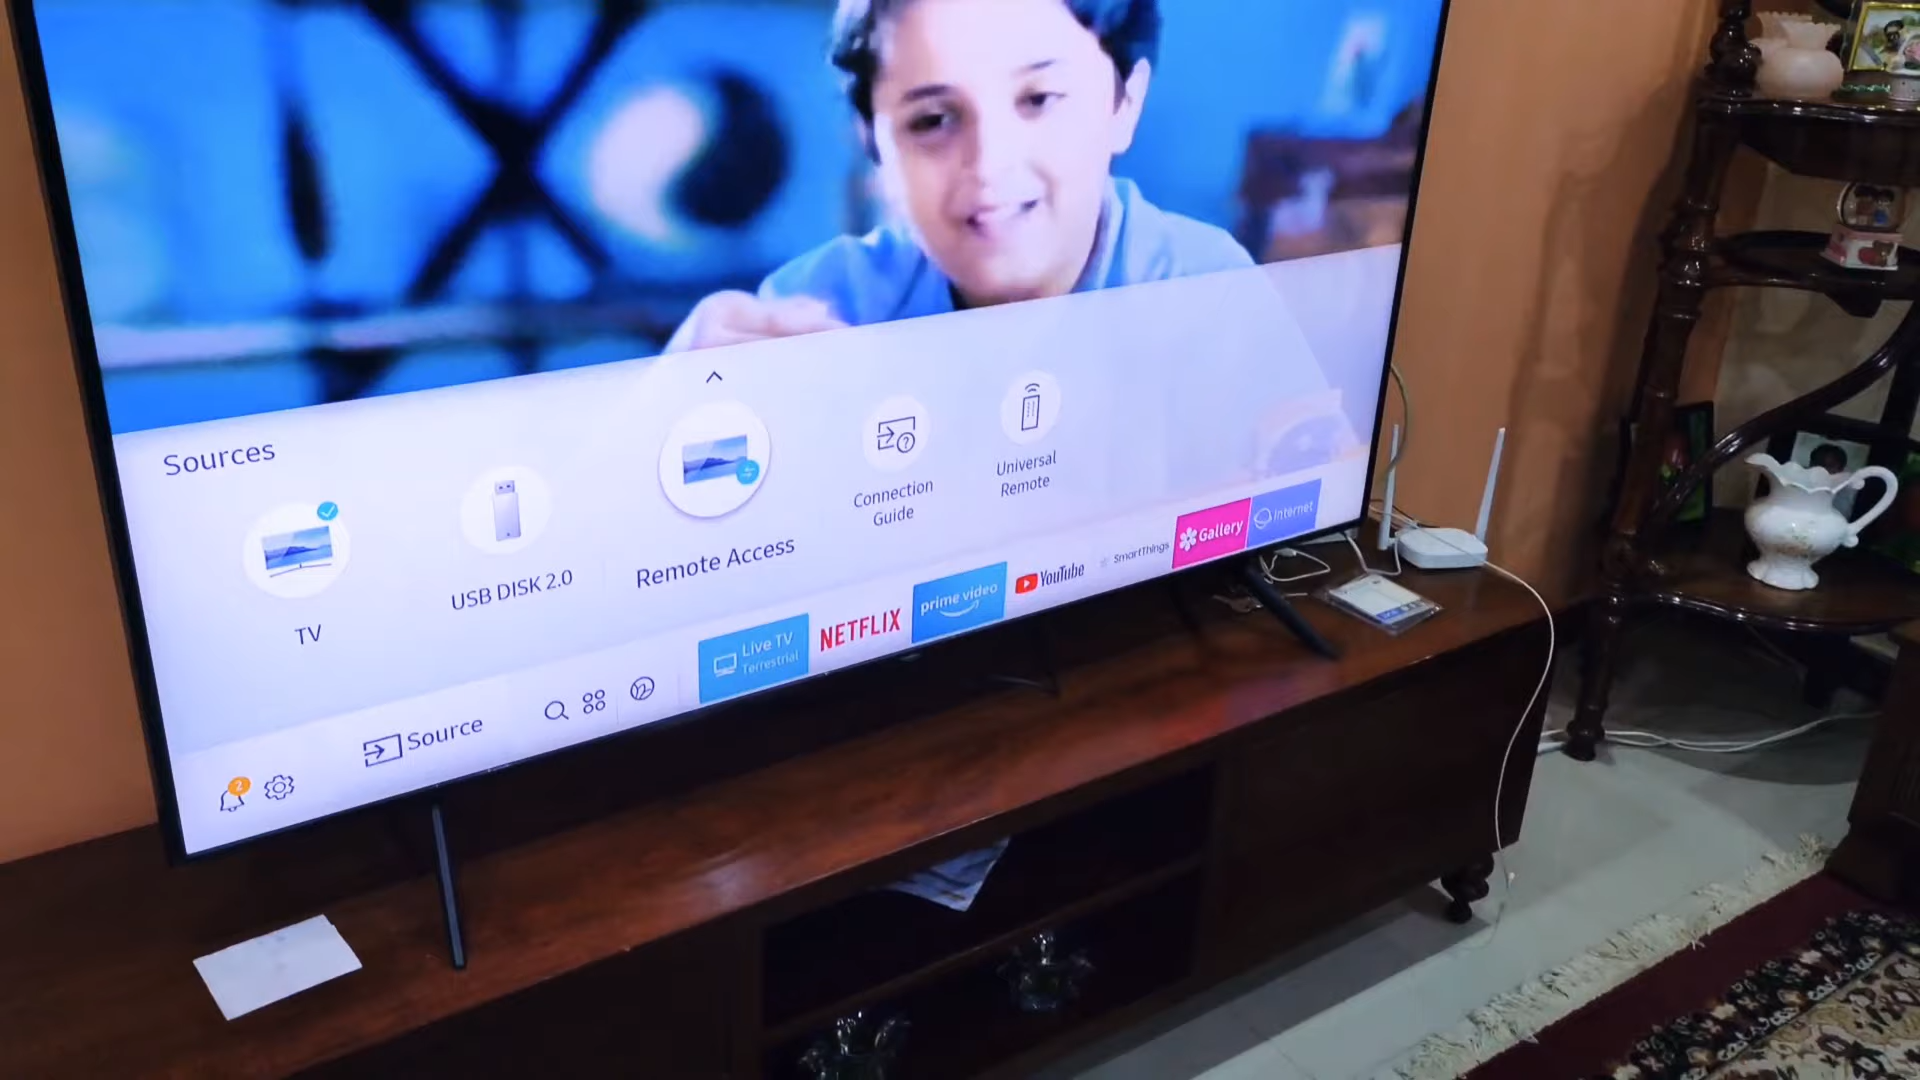 Sources
TV
USB DISK 2.0
Remote Access
Connection
Guide
Universal
Remote
2
Source
Live TV
Terrestrial
NETFLIX
prime video
YouTube
SmartThings
Gallery
Internet